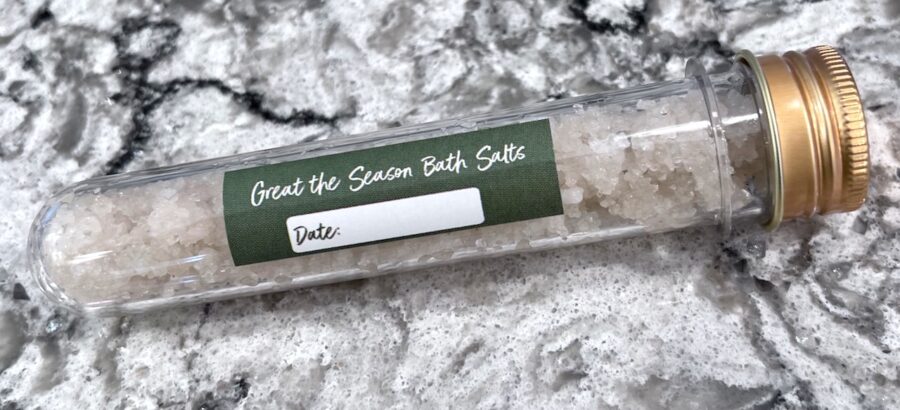 Great the Season Bath Salts
Date: